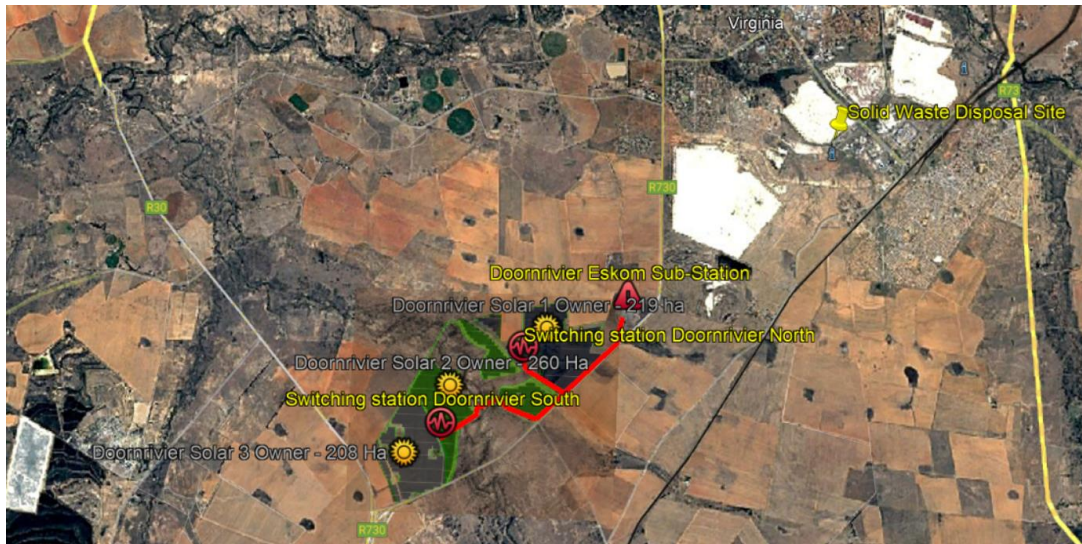 Virginia
R73
Solid Waste Disposal Site
R730
R30
Doornrivier Eskom Sub-Station
Doornrivier Solar 1 Owner - 219 ha
Switching station Doornrivier North
Doornrivier Solar 2 Owner - 260 Ha
Switching station Doornrivier South
Doornrivier Solar 3 Owner - 208 Ha
R730